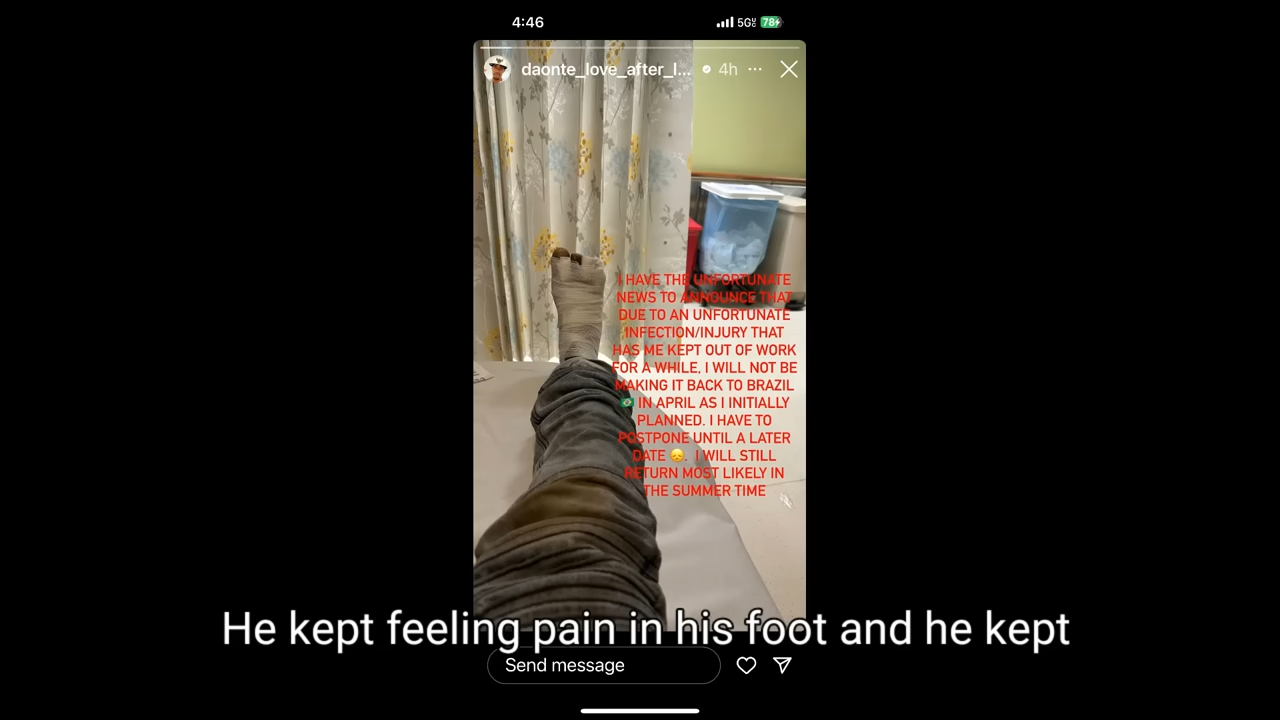 4:46
5G
78
daonte_love_after_l... 4h
I HAVE THE UNFORTUNATE
NEWS TO ANNOUNCE THAT
DUE TO AN UNFORTUNATE
INFECTION/INJURY THAT
HAS ME KEPT OUT OF WORK
FOR A WHILE, I WILL NOT BE
MAKING IT BACK TO BRAZIL
🇧🇷 IN APRIL AS I INITIALLY
PLANNED. I HAVE TO
POSTPONE UNTIL A LATER
DATE 😞. I WILL STILL
RETURN MOST LIKELY IN
THE SUMMER TIME
He kept feeling pain in his foot and he kept
Send message